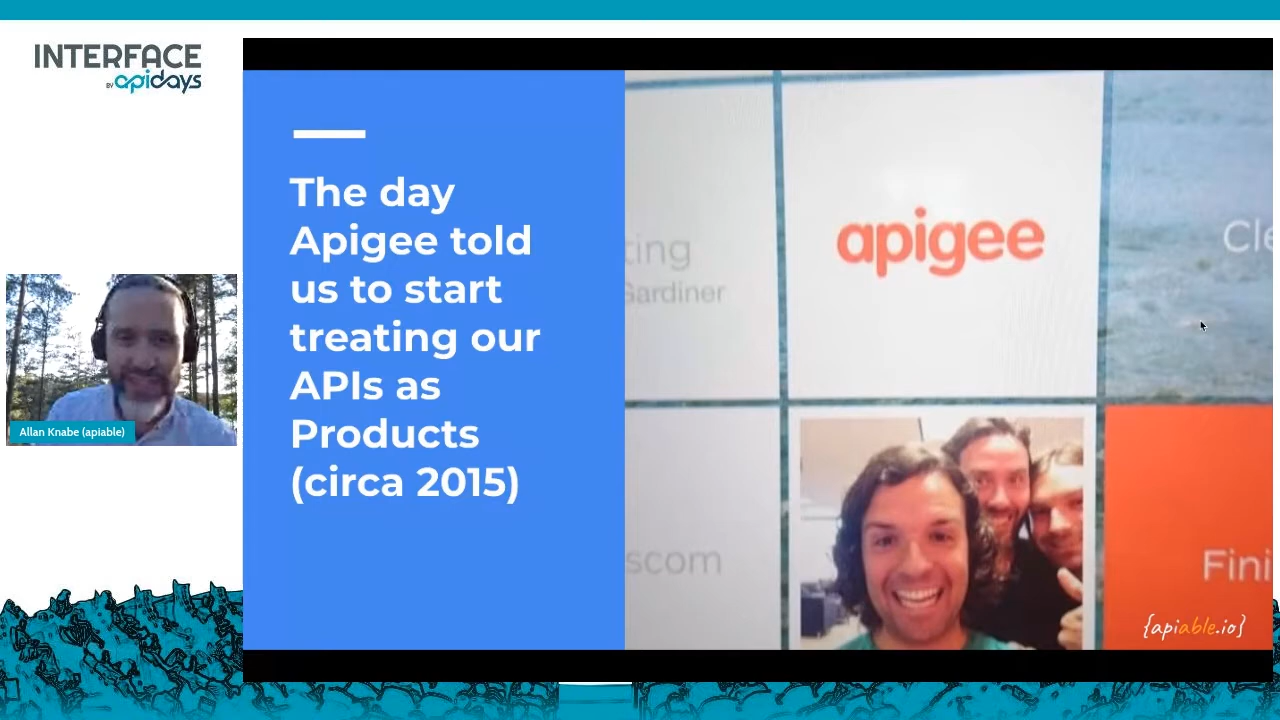 INTERFACE
BY apidays
The day
Apigee told
us to start
treating our
APIs as
Products
(circa 2015)
ting
Gardiner
apigee
Cle
scom
Fini
{apiable.io}
Allan Knabe (apiable)